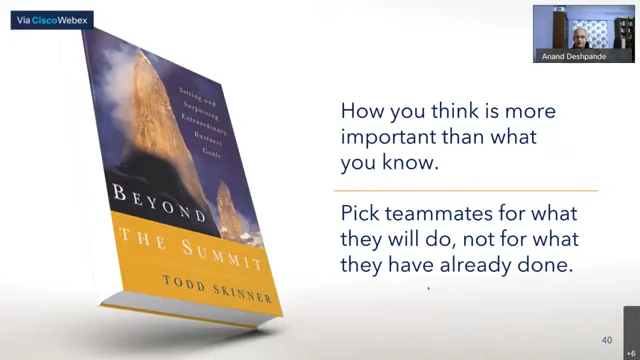 Via CiscoWebex
Anand Deshpande
Setting and
Surpassing
Extraordinary
Business
Goals
BEYOND
THE SUMMIT
TODD SKINNER
How you think is more
important than what
you know.
Pick teammates for what
they will do, not for what
they have already done.
40
+6